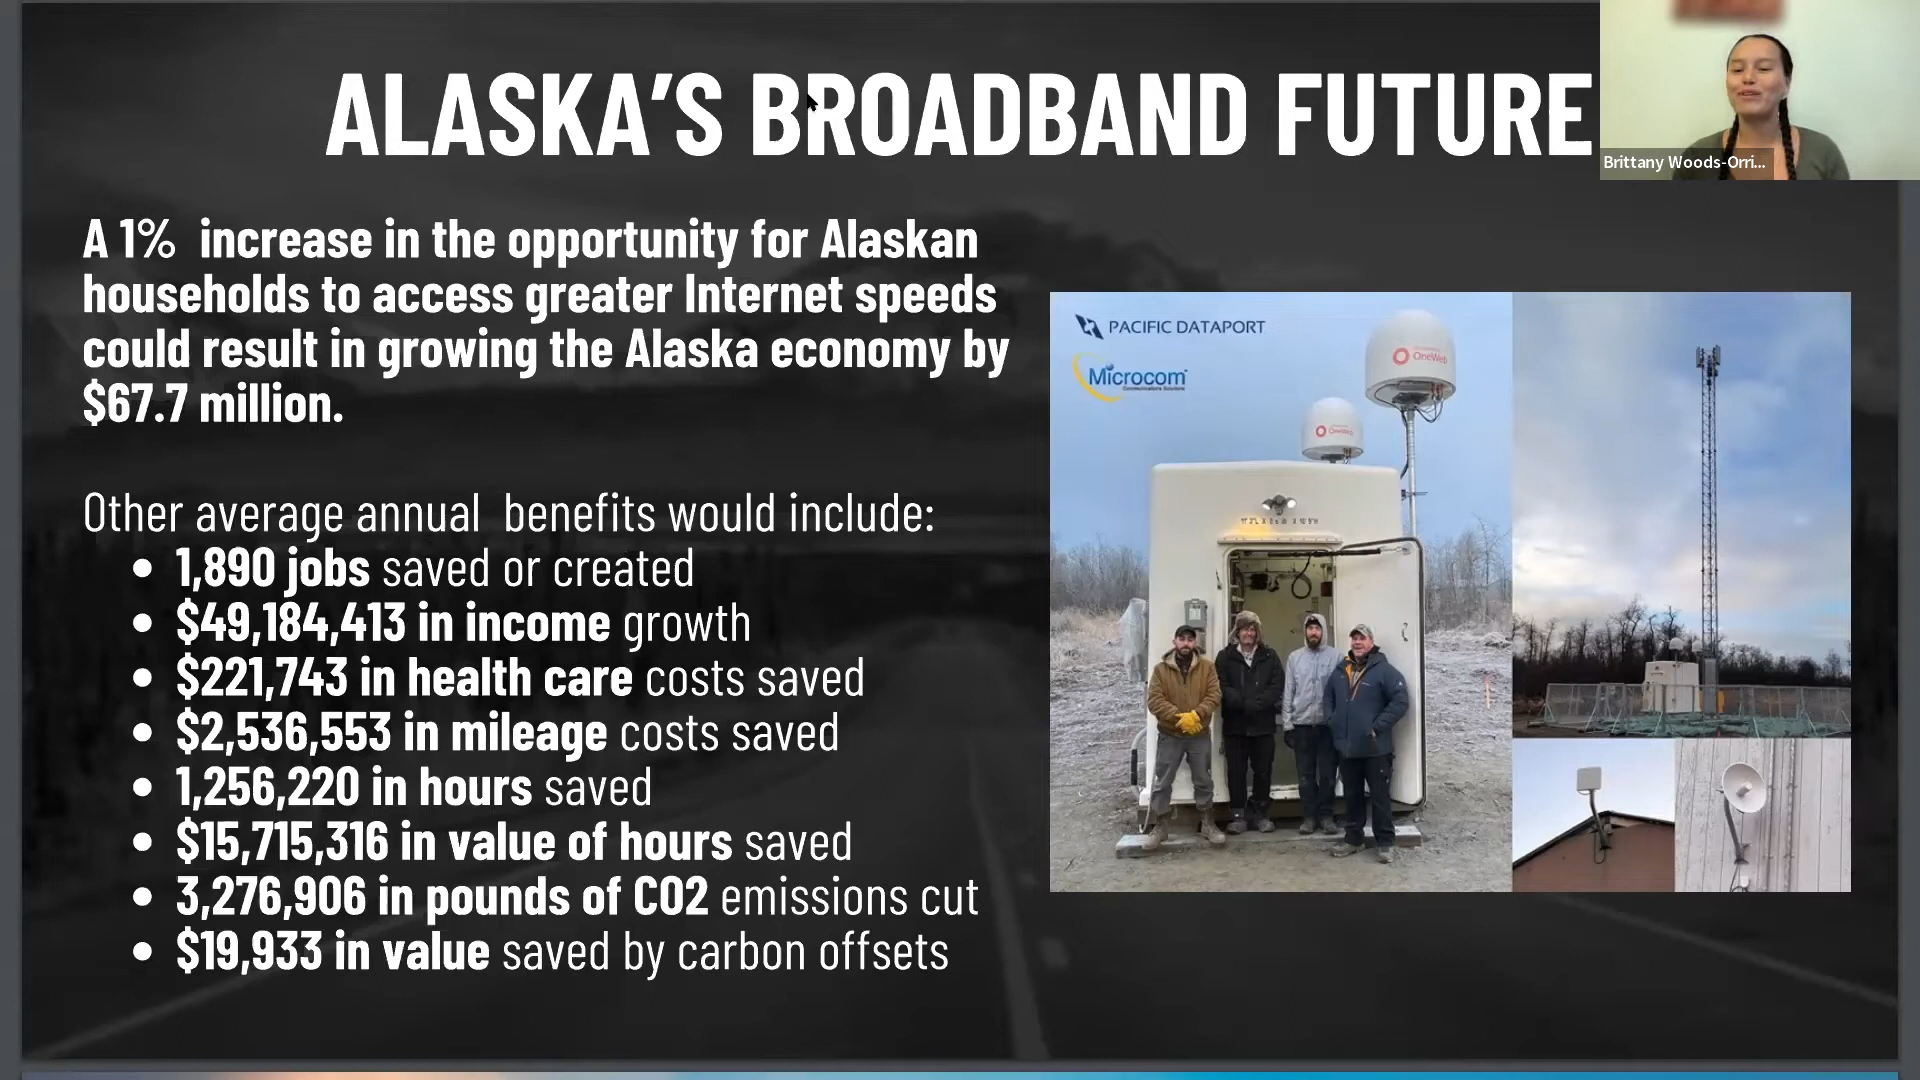 ALASKA’S BROADBAND FUTURE
Brittany Woods-Orri...
A 1%  increase in the opportunity for Alaskan
households to access greater Internet speeds
could result in growing the Alaska economy by
$67.7 million.
Other average annual  benefits would include:
• 1,890 jobs saved or created
• $49,184,413 in income growth
• $221,743 in health care costs saved
• $2,536,553 in mileage costs saved
• 1,256,220 in hours saved
• $15,715,316 in value of hours saved
• 3,276,906 in pounds of CO2 emissions cut
• $19,933 in value saved by carbon offsets
PACIFIC DATAPORT
Microcom
Communications Solutions
OneWeb
OneWeb